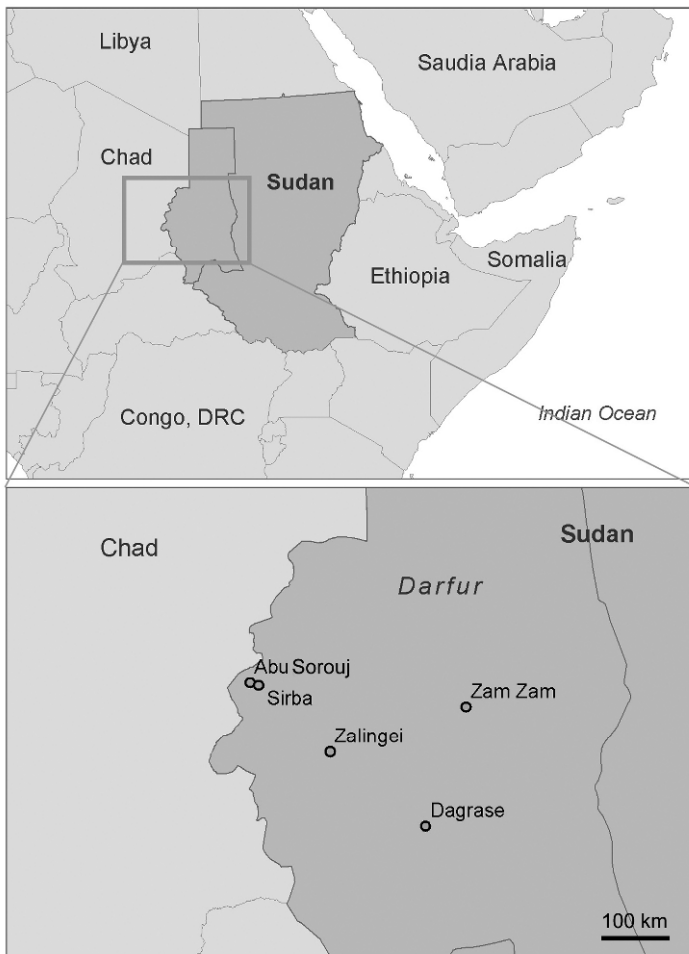 Libya
Saudia Arabia
Chad
Sudan
Ethiopia
Somalia
Congo, DRC
Indian Ocean
Chad
Sudan
Darfur
Abu Sorouj
Sirba
Zam Zam
Zalingei
Dagrase
100 km